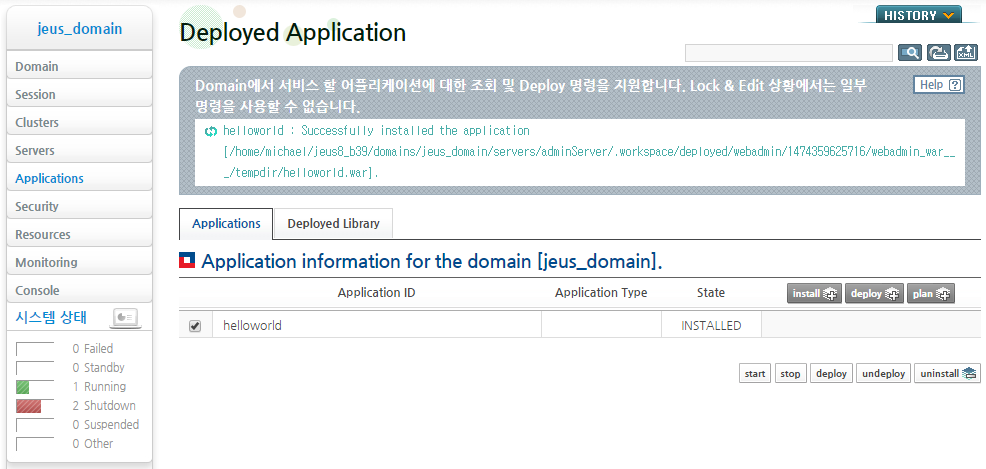 jeus_domain
Domain
Session
Clusters
Servers
Applications
Security
Resources
Monitoring
Console
시스템 상태
0 Failed
0 Standby
1 Running
2 Shutdown
0 Suspended
0 Other
HISTORY
Deployed Application
XML
Domain에서 서비스 할 어플리케이션에 대한 조회 및 Deploy 명령을 지원합니다. Lock & Edit 상황에서는 일부
명령을 사용할 수 없습니다.
Help ?
helloworld : Successfully installed the application
[/home/michael/jeus8_b39/domains/jeus_domain/servers/adminServer/.workspace/deployed/webadmin/1474359625716/webadmin_war__
_/tempdir/helloworld.war].
Applications Deployed Library
Application information for the domain [jeus_domain].
Application ID Application Type State install deploy plan
helloworld INSTALLED
start stop deploy undeploy uninstall